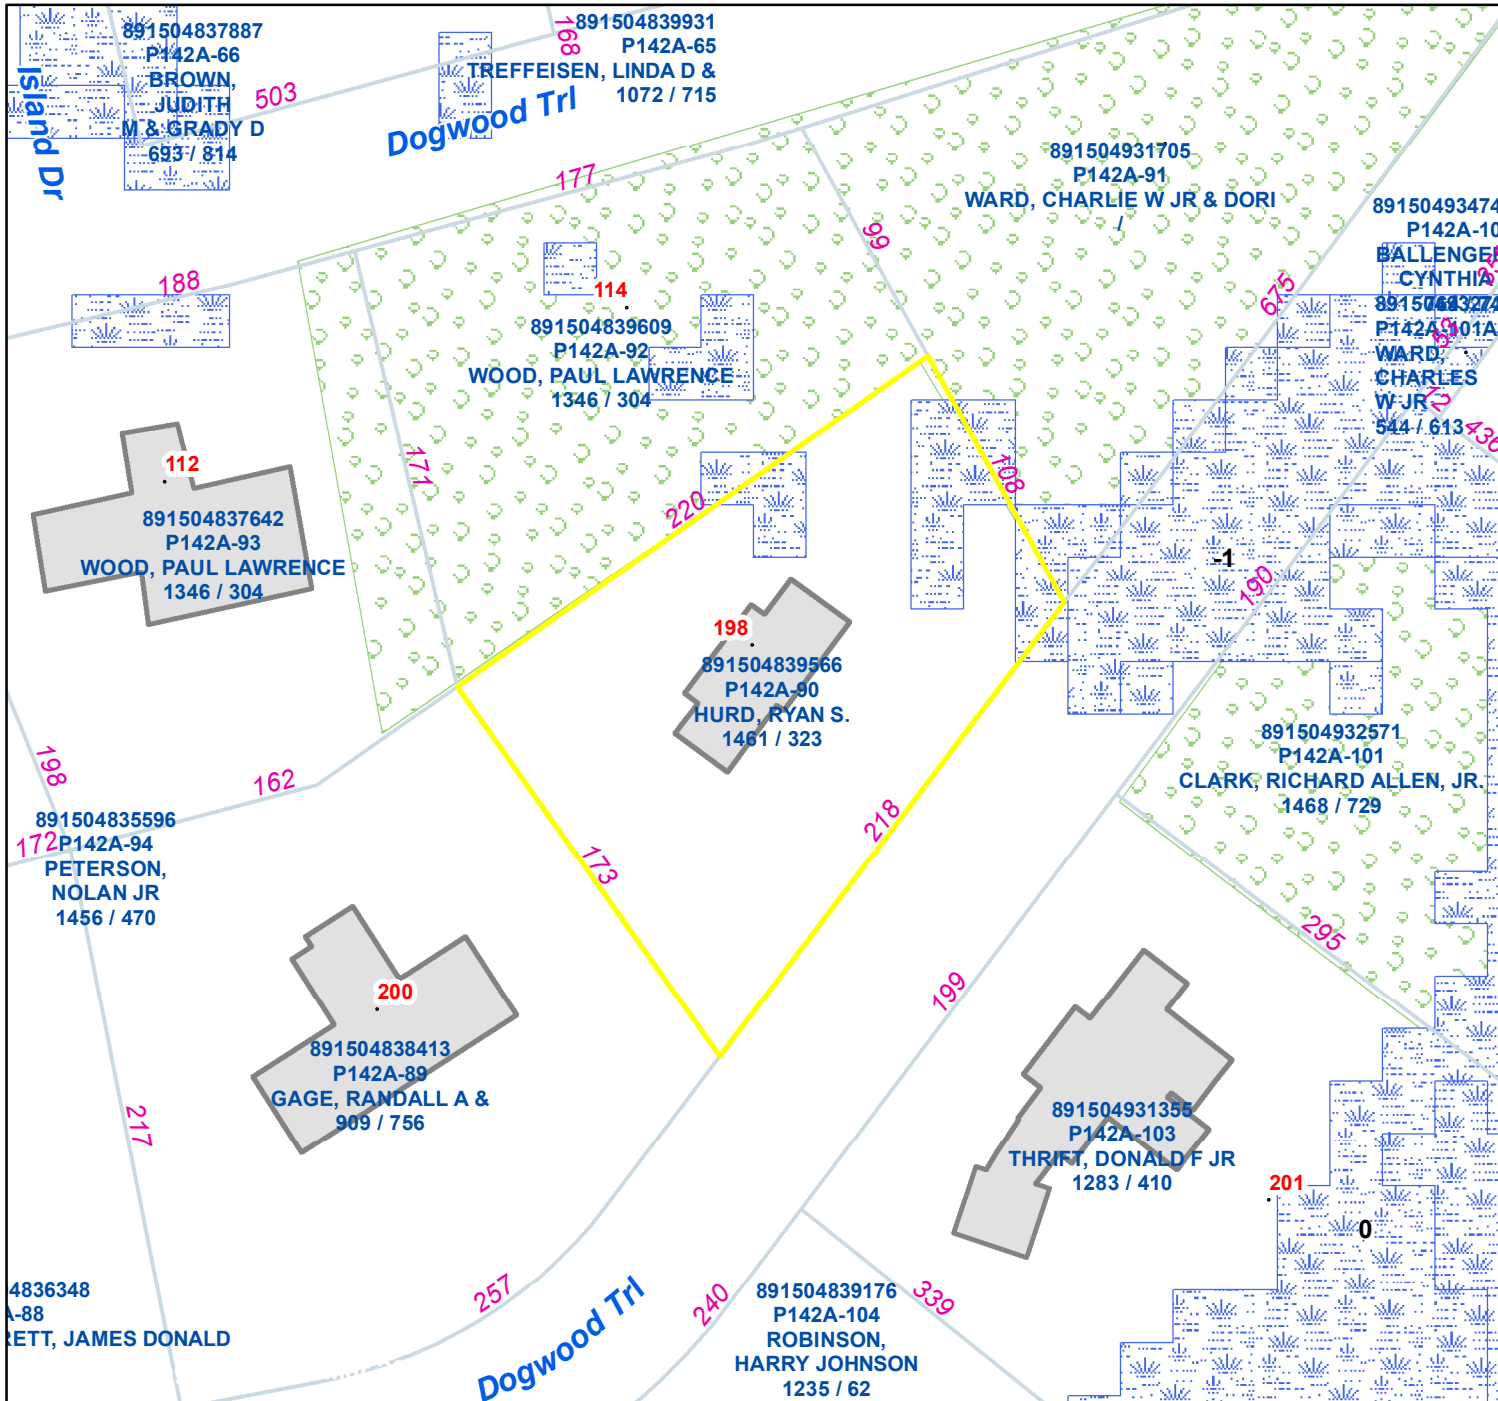 891504837887
P142A-66
BROWN,
JUDITH
M & GRADY D
693 / 814
Island Dr
503
168
891504839931
P142A-65
TREFFEISEN, LINDA D &
1072 / 715
Dogwood Trl
177
188
99
891504931705
P142A-91
WARD, CHARLIE W JR & DORI
/
675
89150493474
P142A-10
BALLENGE
CYNTHIA
P142A-101A
WARD,
CHARLES
W JR
544 / 613
53
12
436
114
891504839609
P142A-92
WOOD, PAUL LAWRENCE
1346 / 304
112
891504837642
P142A-93
WOOD, PAUL LAWRENCE
1346 / 304
171
220
108
-1
190
198
891504839566
P142A-90
HURD, RYAN S.
1461 / 323
891504932571
P142A-101
CLARK, RICHARD ALLEN, JR.
1468 / 729
198
162
172
891504835596
P142A-94
PETERSON,
NOLAN JR
1456 / 470
173
218
295
199
200
891504838413
P142A-89
GAGE, RANDALL A &
909 / 756
217
891504931355
P142A-103
THRIFT, DONALD F JR
1283 / 410
201
0
4836348
A-88
RETT, JAMES DONALD
257
Dogwood Trl
240
891504839176
P142A-104
ROBINSON,
HARRY JOHNSON
1235 / 62
339